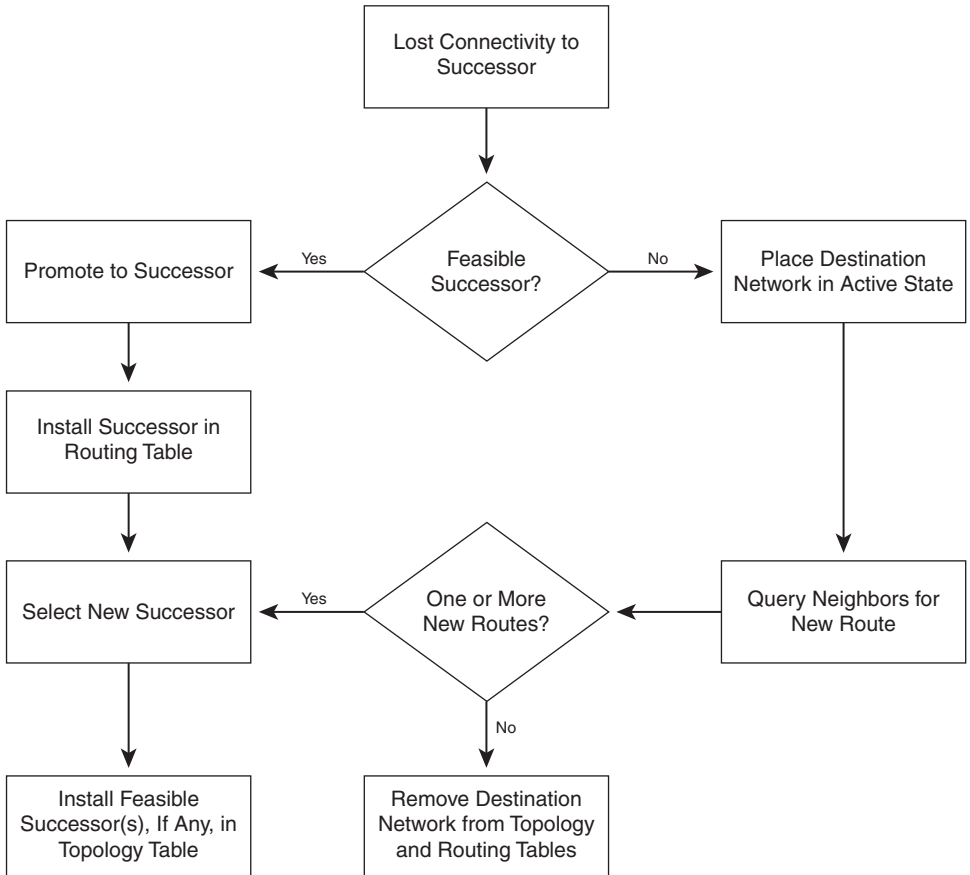 Lost Connectivity to
Successor
Promote to Successor
Yes
Feasible
Successor?
No
Place Destination
Network in Active State
Install Successor in
Routing Table
Select New Successor
Yes
One or More
New Routes?
Query Neighbors for
New Route
No
Install Feasible
Successor(s), If Any, in
Topology Table
Remove Destination
Network from Topology
and Routing Tables